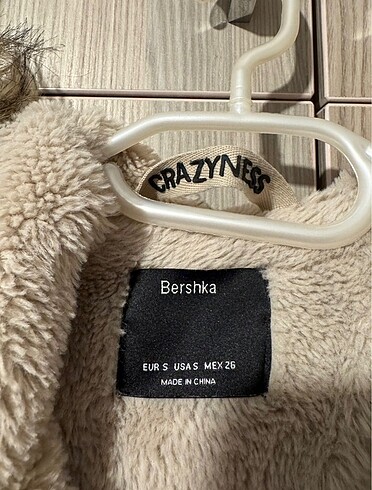 CRAZYNESS
Bershka
EUR S USA S MEX 26
MADE IN CHINA